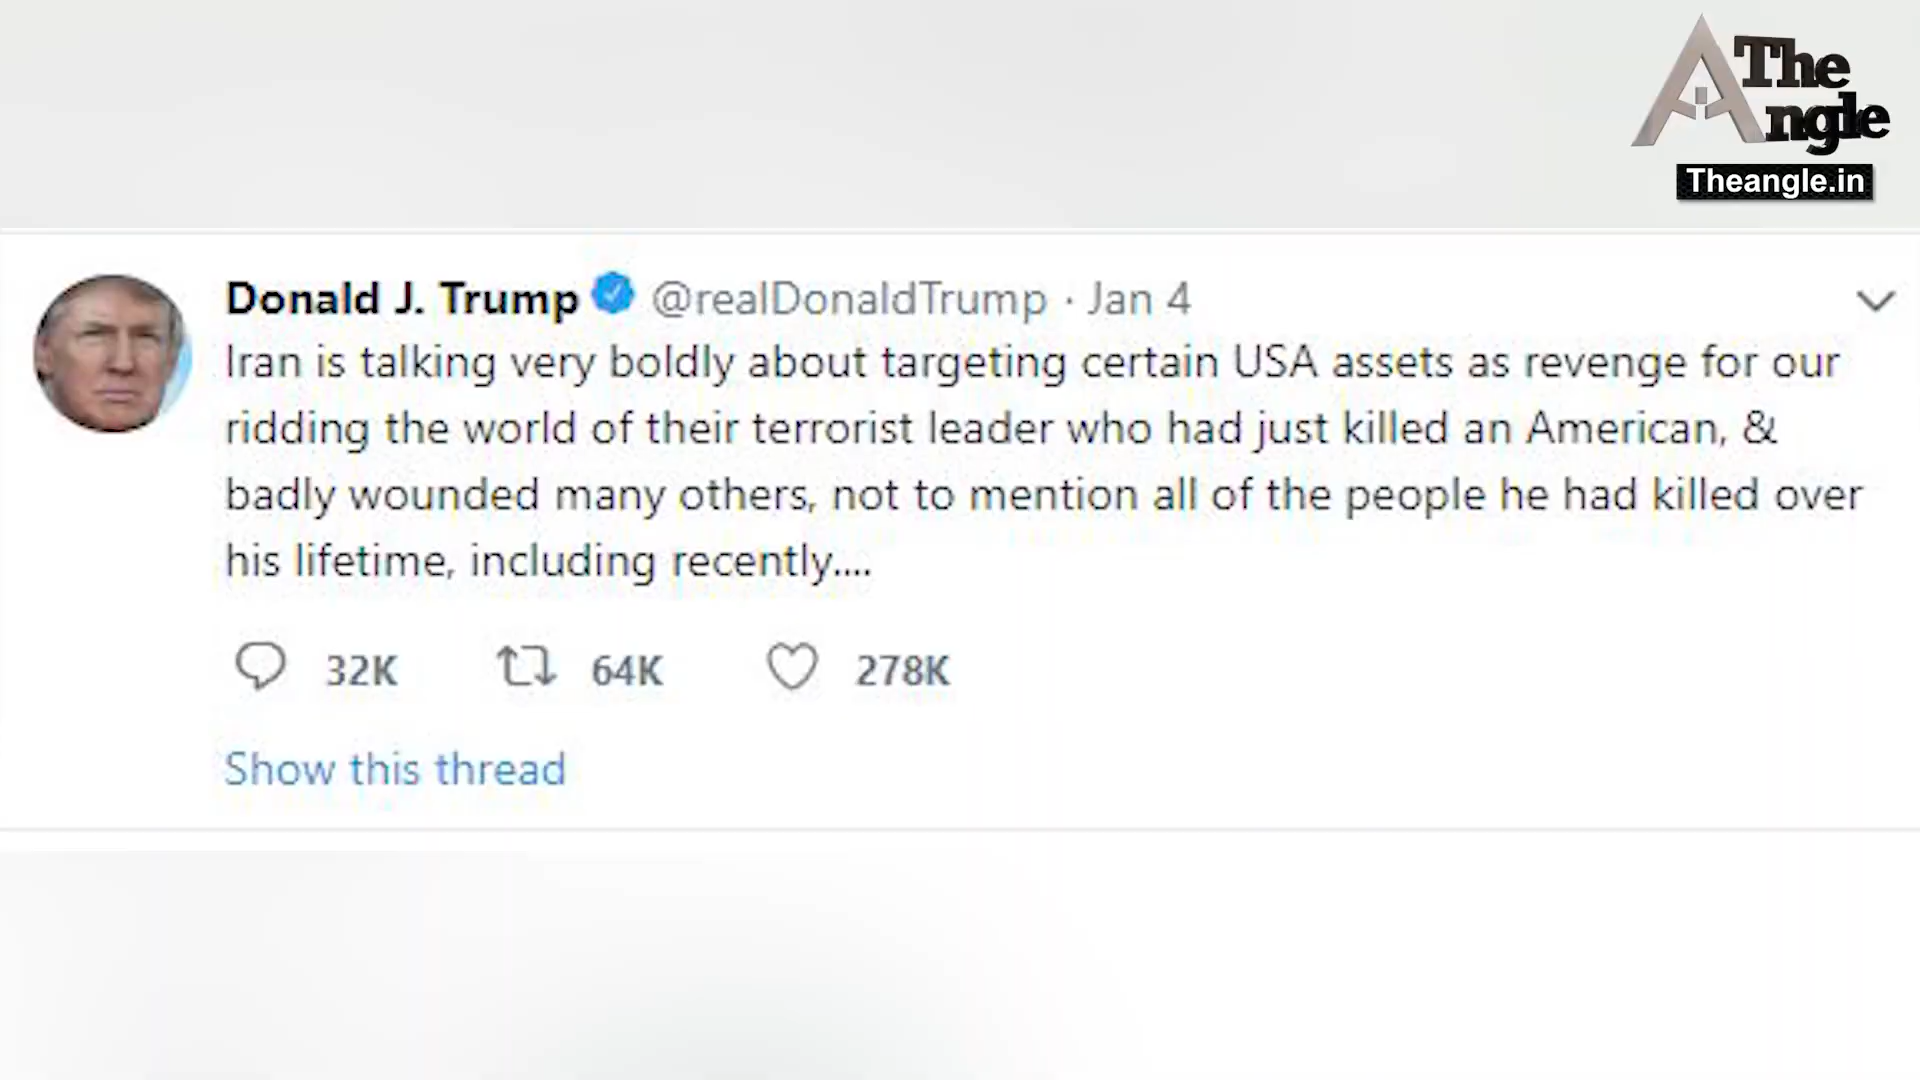 The
Angle
Theangle.in
Donald J. Trump @realDonaldTrump · Jan 4
Iran is talking very boldly about targeting certain USA assets as revenge for our
ridding the world of their terrorist leader who had just killed an American, &
badly wounded many others, not to mention all of the people he had killed over
his lifetime, including recently....
32K 64K 278K
Show this thread